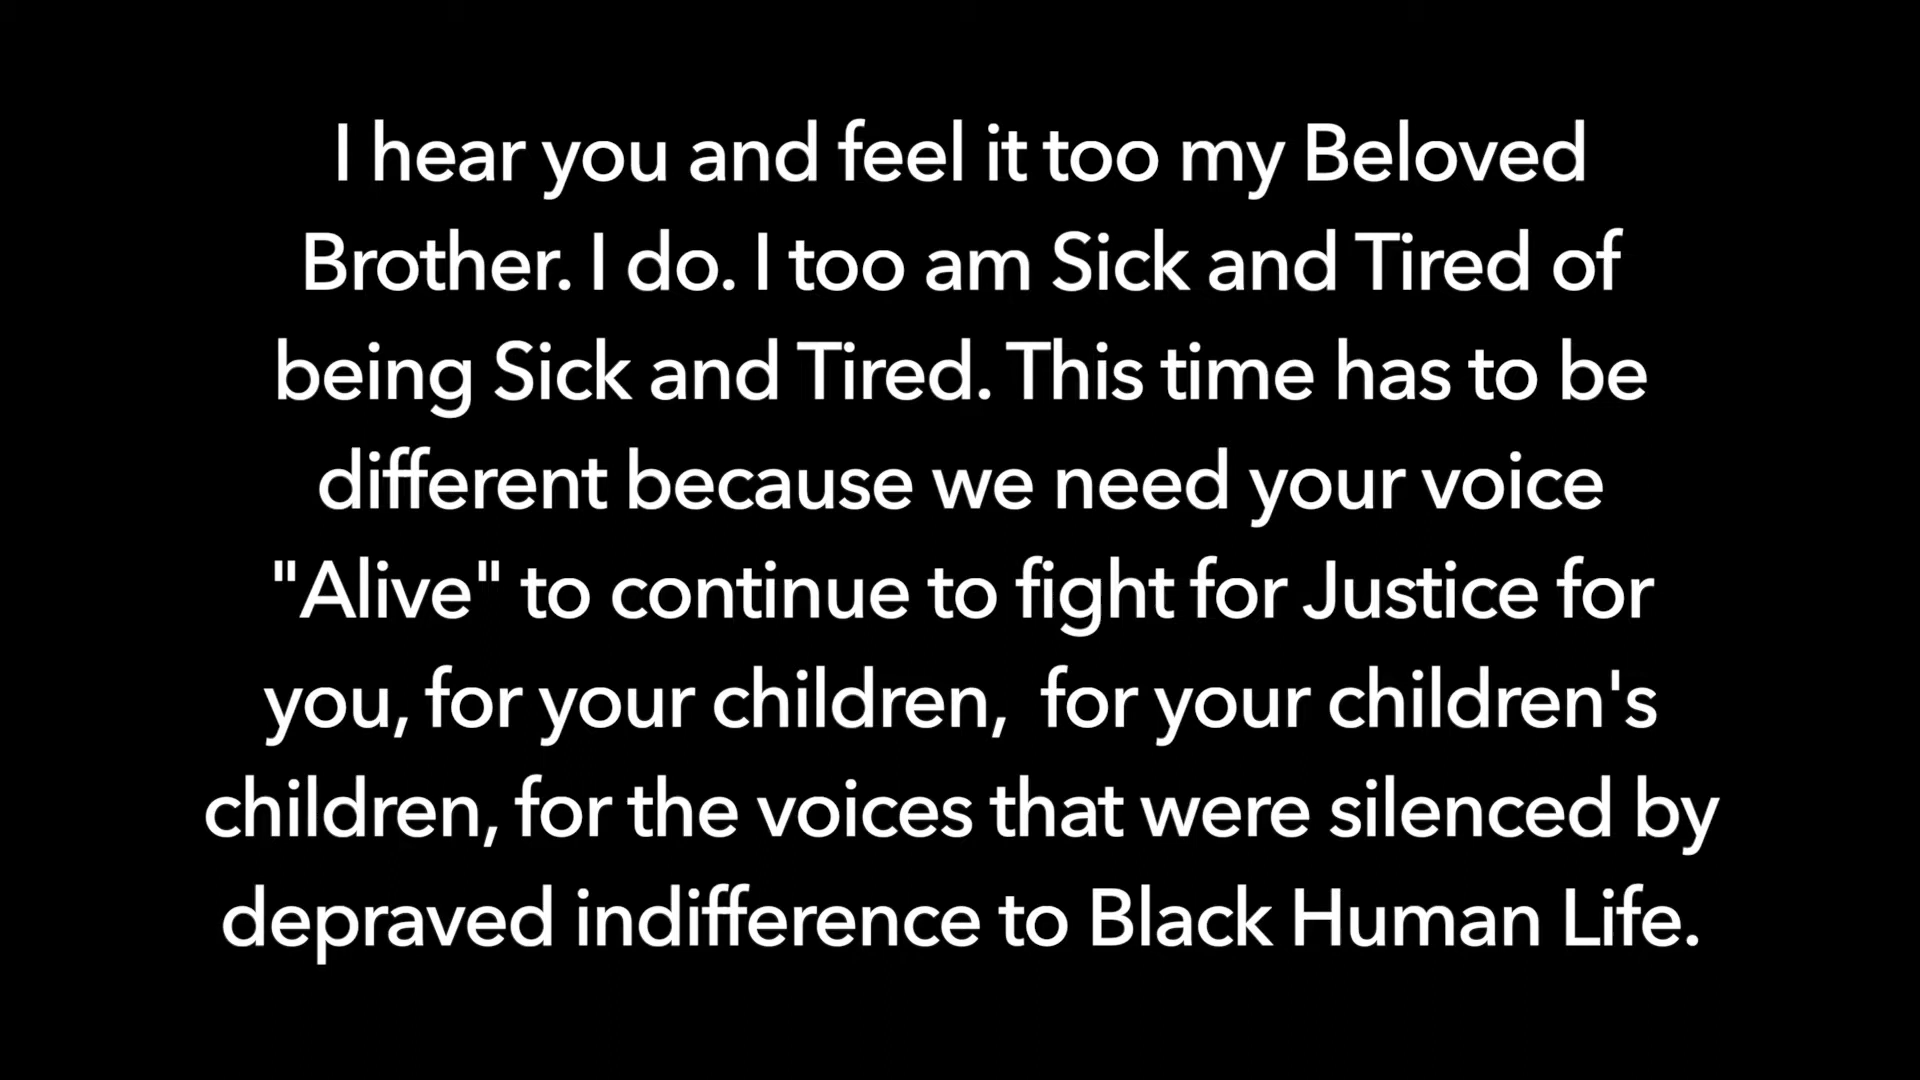 I hear you and feel it too my Beloved
Brother. I do. I too am Sick and Tired of
being Sick and Tired. This time has to be
different because we need your voice
"Alive" to continue to fight for Justice for
you, for your children,  for your children's
children, for the voices that were silenced by
depraved indifference to Black Human Life.